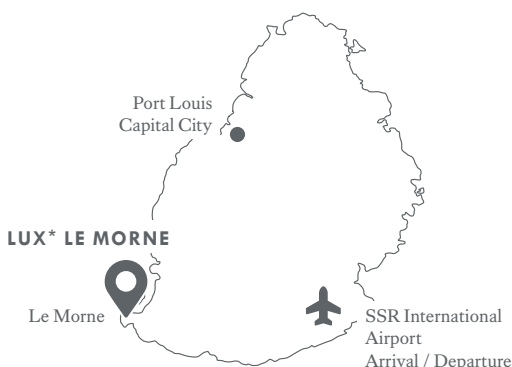 Port Louis
Capital City
LUX* LE MORNE
Le Morne
SSR International
Airport
Arrival / Departure